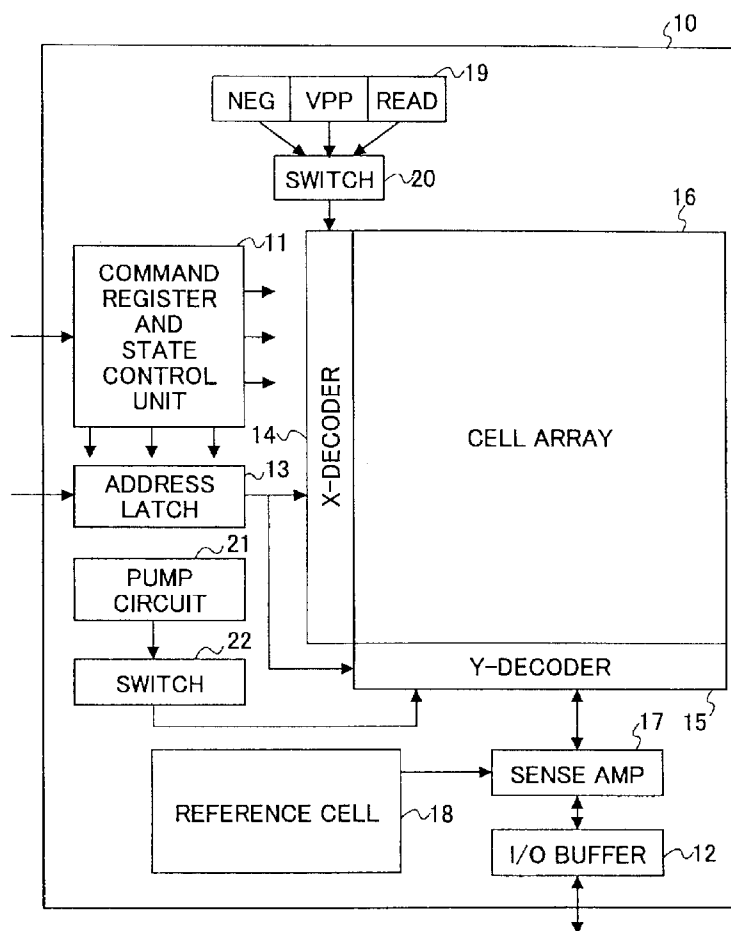 10
19
NEG VPP READ
SWITCH
20
16
11
COMMAND
REGISTER
AND
STATE
CONTROL
UNIT
14
X-DECODER
CELL ARRAY
13
ADDRESS
LATCH
21
PUMP
CIRCUIT
22
SWITCH
Y-DECODER
15
17
SENSE AMP
REFERENCE CELL
18
I/O BUFFER
12